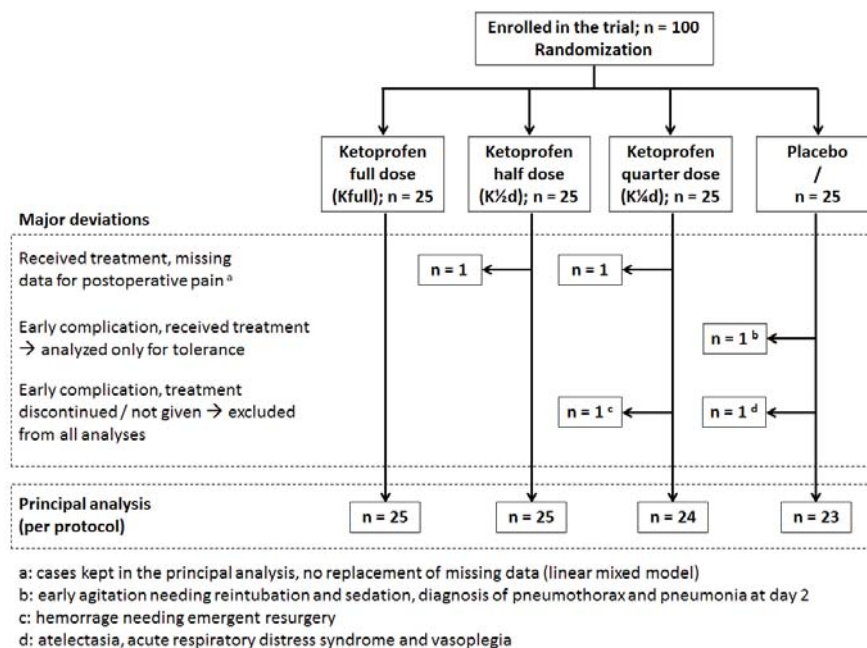 Enrolled in the trial; n = 100
Randomization
Ketoprofen
full dose
(Kfull); n = 25
Ketoprofen
half dose
(K½d); n = 25
Ketoprofen
quarter dose
(K¼d); n = 25
Placebo
/
n = 25
Major deviations
Received treatment, missing
data for postoperative pain ᵃ
n = 1
n = 1
Early complication, received treatment
→ analyzed only for tolerance
n = 1 ᵇ
Early complication, treatment
discontinued / not given → excluded
from all analyses
n = 1 ᶜ
n = 1 ᵈ
Principal analysis
(per protocol)
n = 25
n = 25
n = 24
n = 23
a: cases kept in the principal analysis, no replacement of missing data (linear mixed model)
b: early agitation needing reintubation and sedation, diagnosis of pneumothorax and pneumonia at day 2
c: hemorrage needing emergent resurgery
d: atelectasia, acute respiratory distress syndrome and vasoplegia